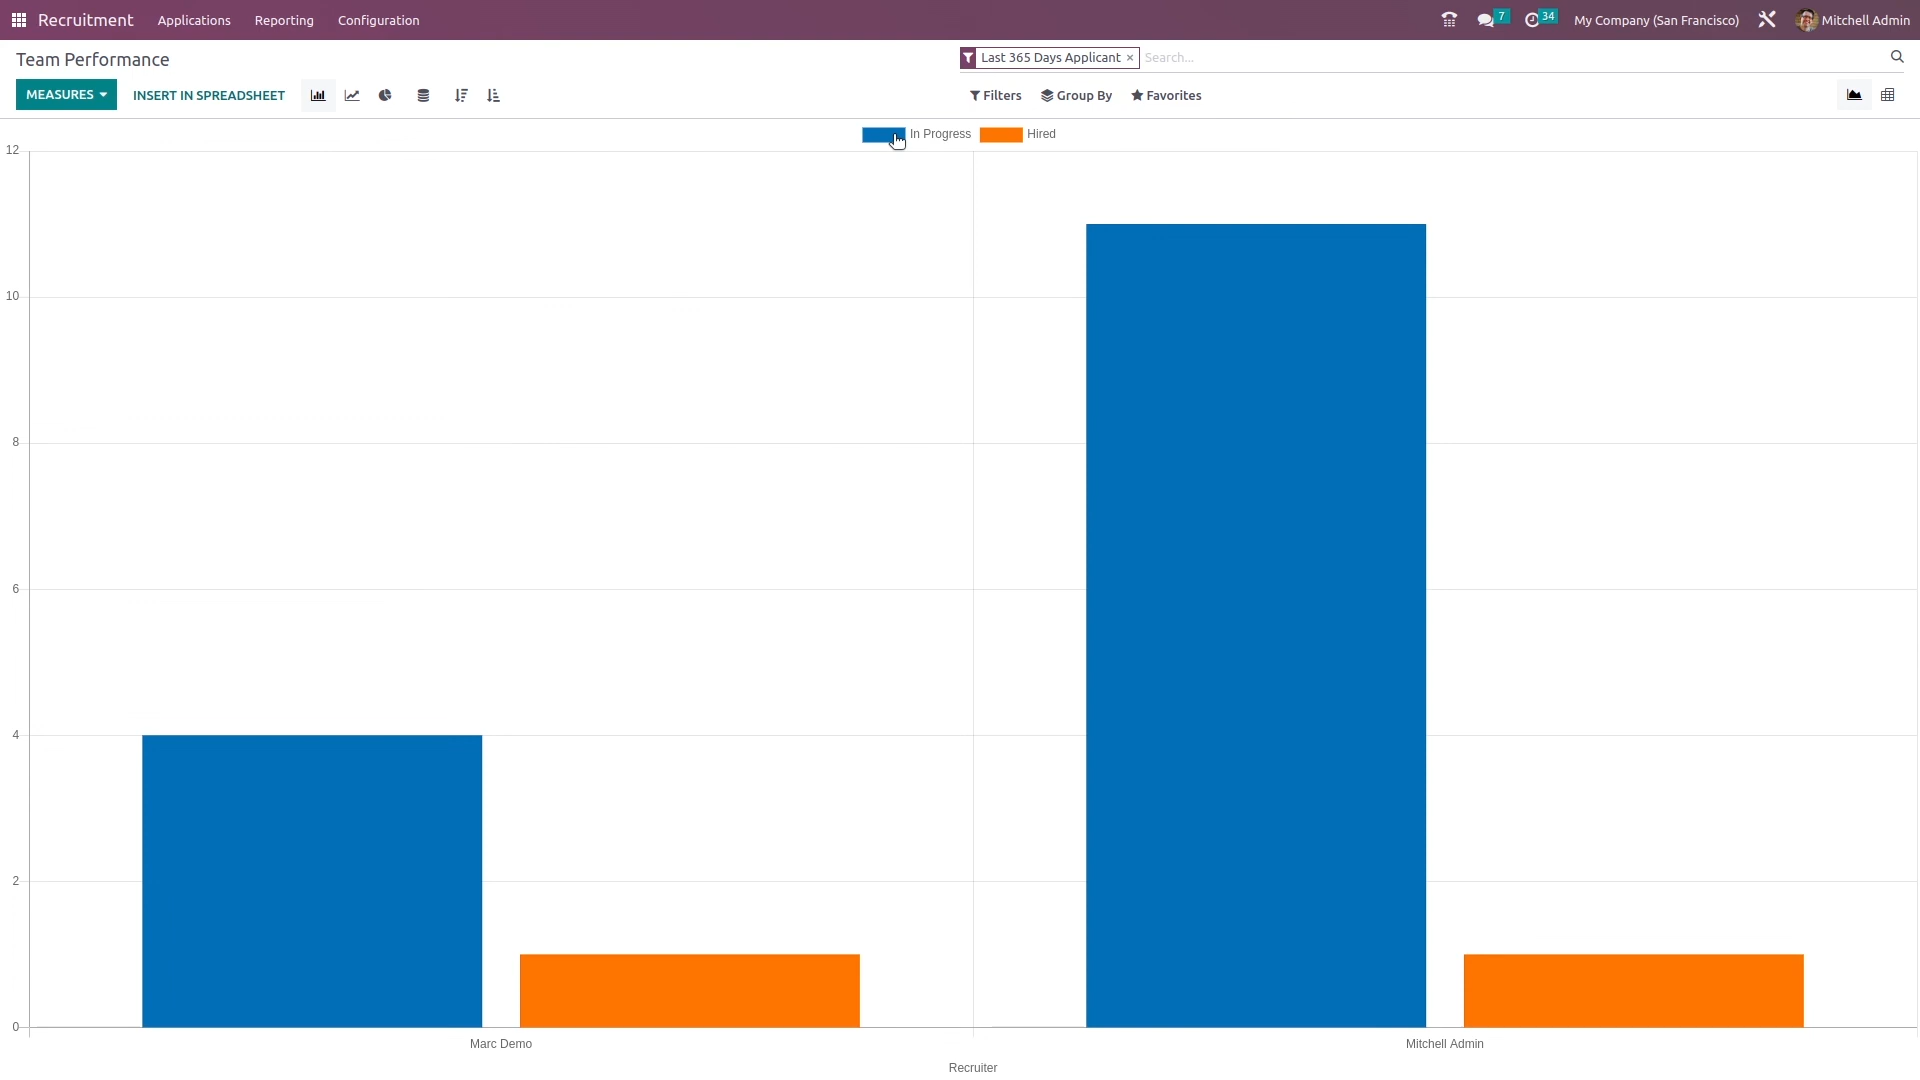 Recruitment Applications Reporting Configuration 7 34 My Company (San Francisco) Mitchell Admin
Team Performance Last 365 Days Applicant × Search...
MEASURES INSERT IN SPREADSHEET Filters Group By Favorites
In Progress Hired
12
10
8
6
4
2
0
Marc Demo Mitchell Admin
Recruiter